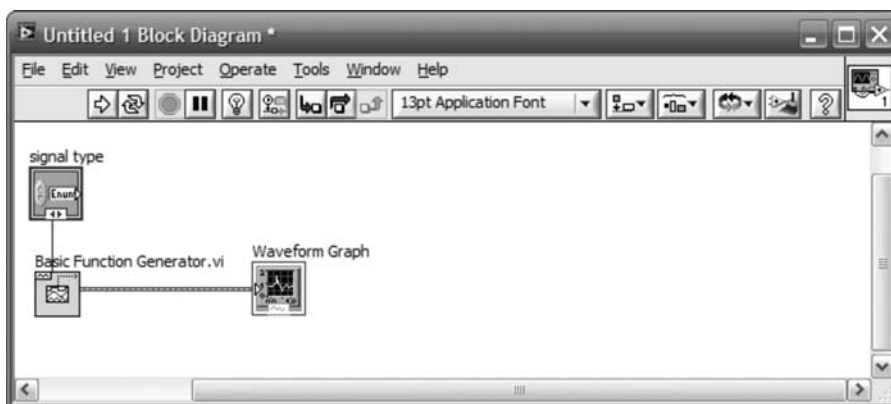 Untitled 1 Block Diagram *
File Edit View Project Operate Tools Window Help
13pt Application Font
1
signal type
Enum
Basic Function Generator.vi
Waveform Graph